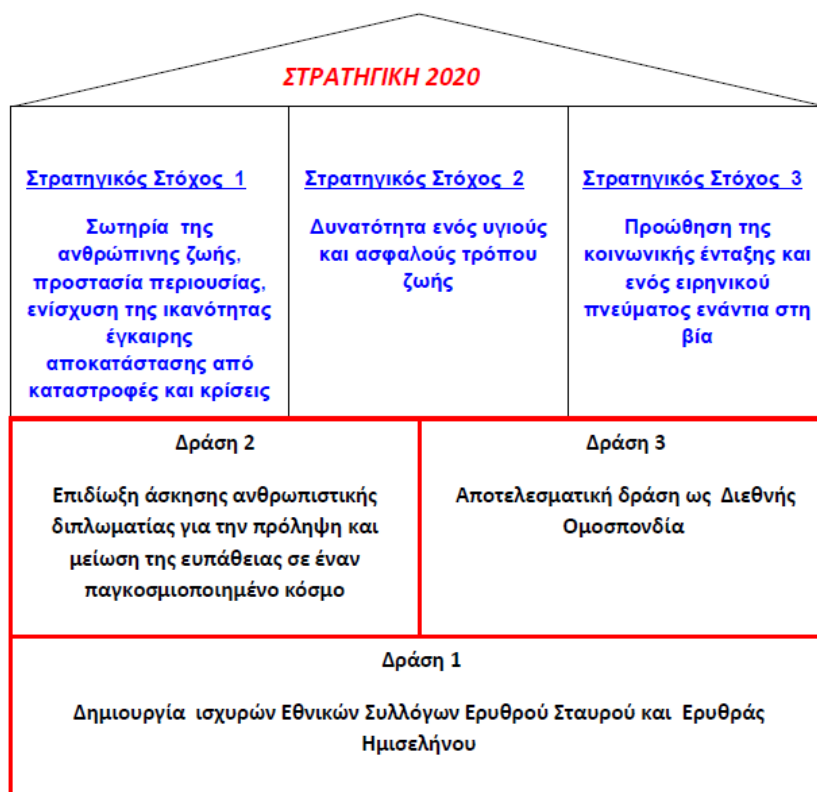 ΣΤΡΑΤΗΓΙΚΗ 2020
Στρατηγικός Στόχος 1
Σωτηρία της
ανθρώπινης ζωής,
προστασία περιουσίας,
ενίσχυση της ικανότητας
έγκαιρης
αποκατάστασης από
καταστροφές και κρίσεις
Στρατηγικός Στόχος 2
Δυνατότητα ενός υγιούς
και ασφαλούς τρόπου
ζωής
Στρατηγικός Στόχος 3
Προώθηση της
κοινωνικής ένταξης και
ενός ειρηνικού
πνεύματος ενάντια στη
βία
Δράση 2
Επιδίωξη άσκησης ανθρωπιστικής
διπλωματίας για την πρόληψη και
μείωση της ευπάθειας σε έναν
παγκοσμιοποιημένο κόσμο
Δράση 3
Αποτελεσματική δράση ως Διεθνής
Ομοσπονδία
Δράση 1
Δημιουργία ισχυρών Εθνικών Συλλόγων Ερυθρού Σταυρού και Ερυθράς
Ημισελήνου